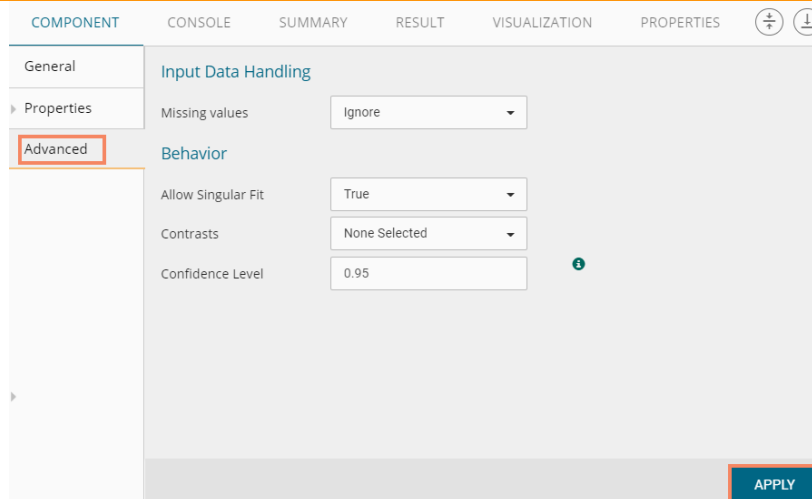 COMPONENT CONSOLE SUMMARY RESULT VISUALIZATION PROPERTIES
General
Properties
Advanced
Input Data Handling
Missing values Ignore
Behavior
Allow Singular Fit True
Contrasts None Selected
Confidence Level 0.95
APPLY